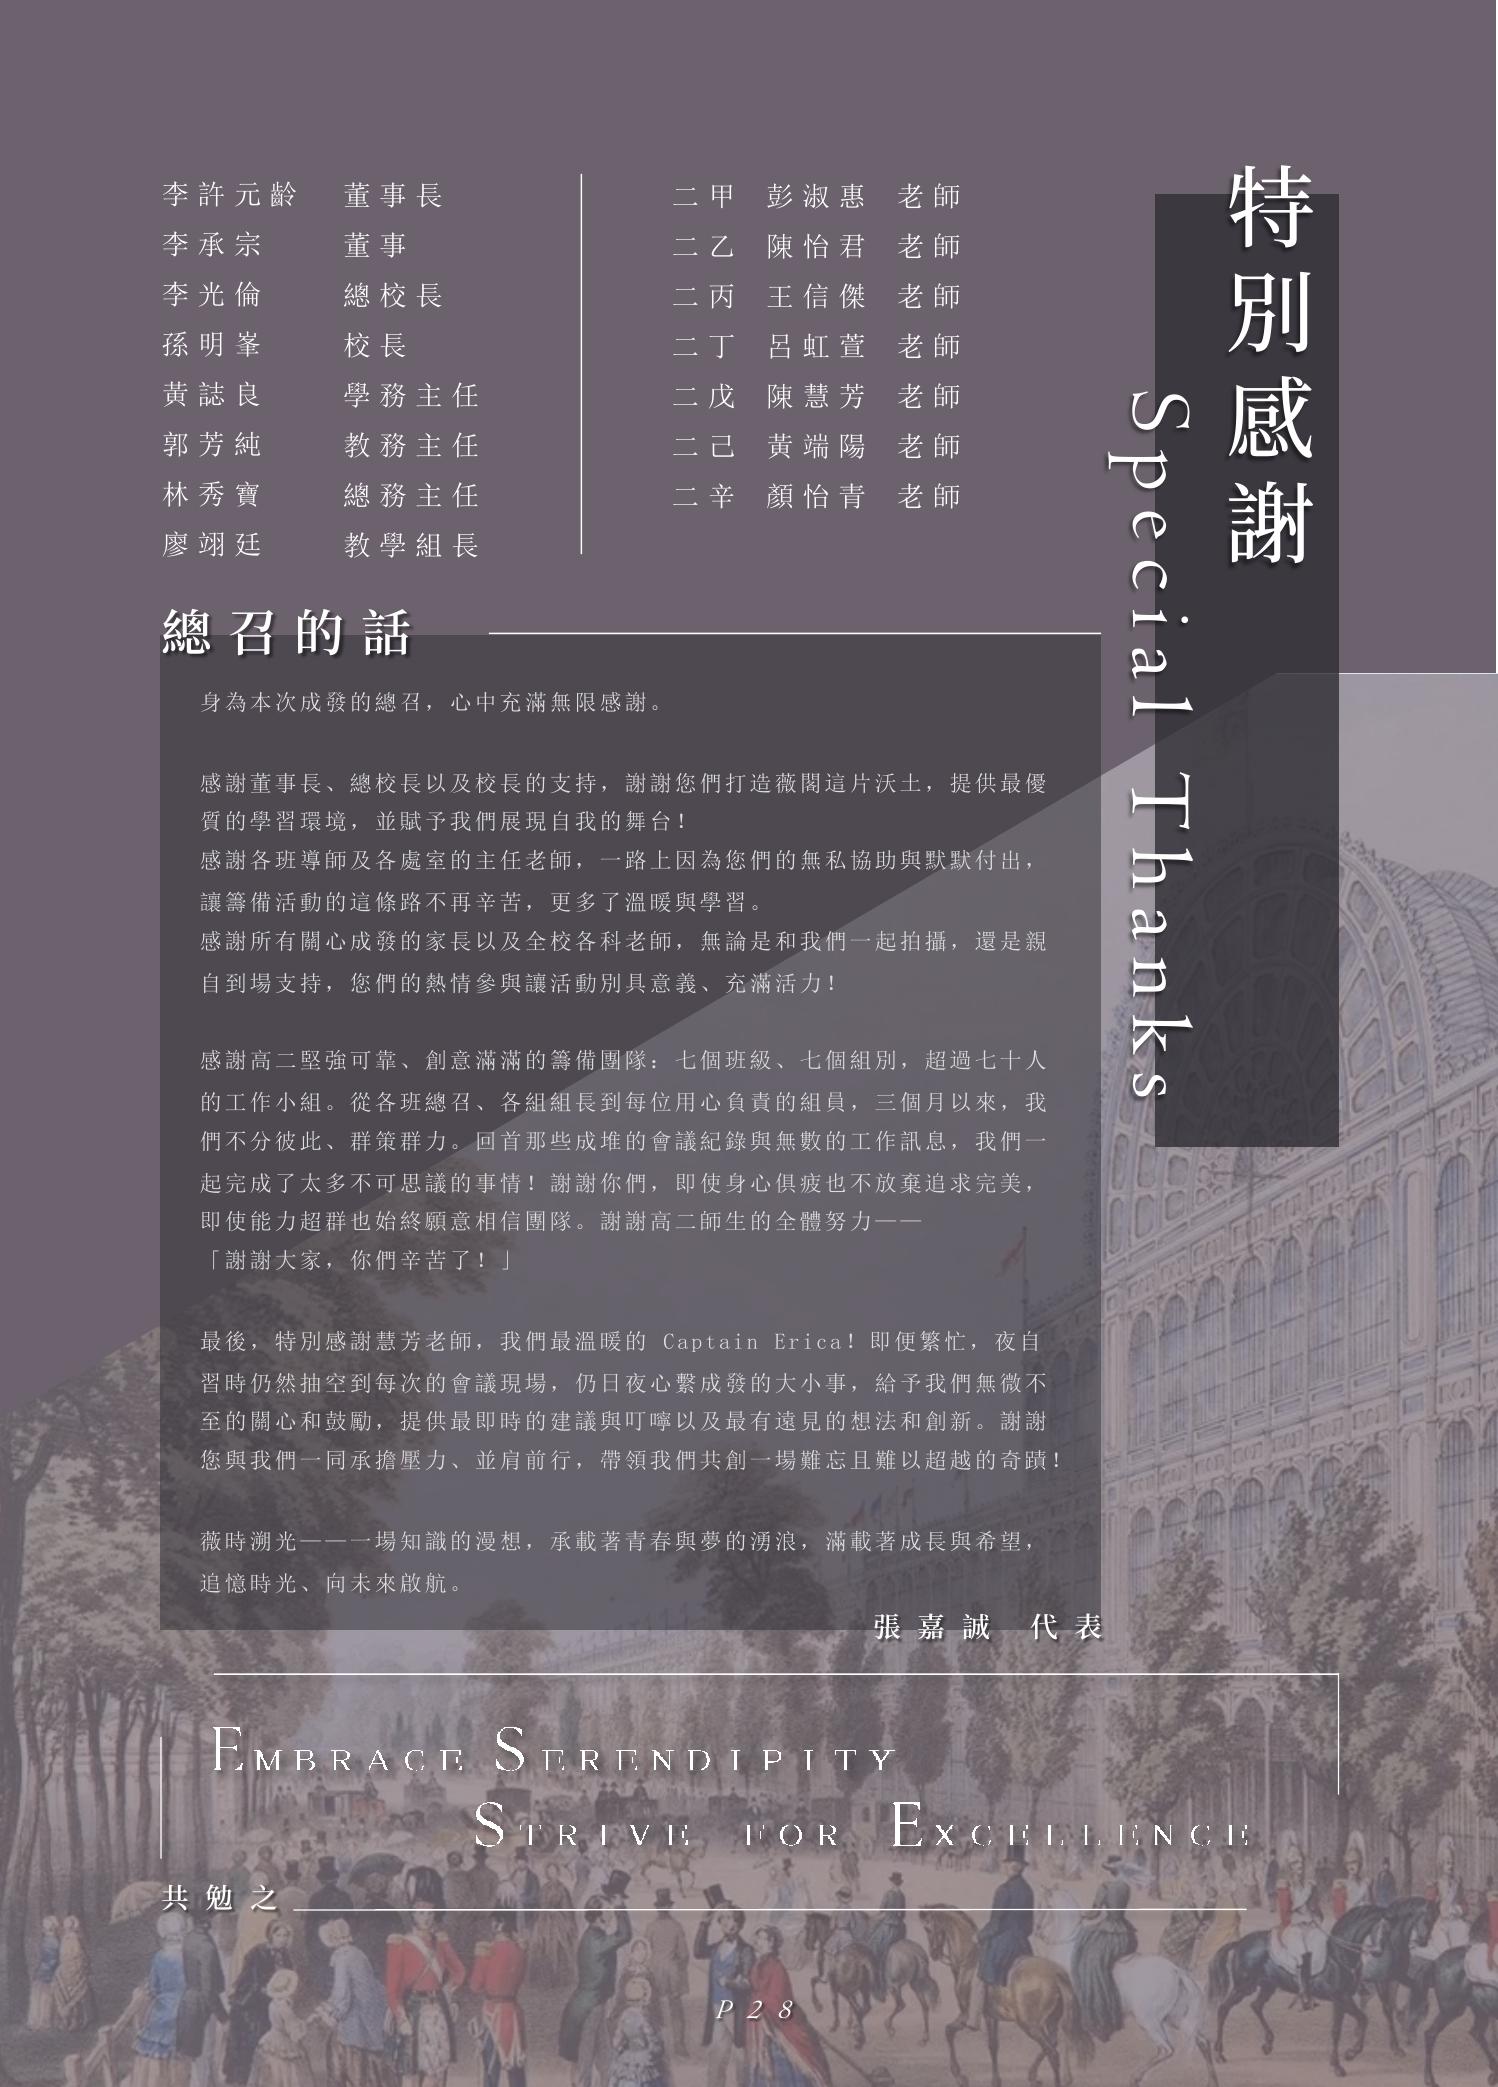 特別感謝
Special Thanks
李許元齡 董事長
李承宗 董事
李光倫 總校長
孫明峯 校長
黃誌良 學務主任
郭芳純 教務主任
林秀寶 總務主任
廖翊廷 教學組長
二甲 彭淑惠 老師
二乙 陳怡君 老師
二丙 王信傑 老師
二丁 呂虹萱 老師
二戊 陳慧芳 老師
二己 黃端陽 老師
二辛 顏怡青 老師
總召的話
身為本次成發的總召，心中充滿無限感謝。
感謝董事長、總校長以及校長的支持，謝謝您們打造薇閣這片沃土，提供最優
質的學習環境，並賦予我們展現自我的舞台！
感謝各班導師及各處室的主任老師，一路上因為您們的無私協助與默默付出，
讓籌備活動的這條路不再辛苦，更多了溫暖與學習。
感謝所有關心成發的家長以及全校各科老師，無論是和我們一起拍攝，還是親
自到場支持，您們的熱情參與讓活動別具意義、充滿活力！
感謝高二堅強可靠、創意滿滿的籌備團隊：七個班級、七個組別，超過七十人
的工作小組。從各班總召、各組組長到每位用心負責的組員，三個月以來，我
們不分彼此、群策群力。回首那些成堆的會議紀錄與無數的工作訊息，我們一
起完成了太多不可思議的事情！謝謝你們，即使身心俱疲也不放棄追求完美，
即使能力超群也始終願意相信團隊。謝謝高二師生的全體努力——
「謝謝大家，你們辛苦了！」
最後，特別感謝慧芳老師，我們最溫暖的 Captain Erica！即便繁忙，夜自
習時仍然抽空到每次的會議現場，仍日夜心繫成發的大小事，給予我們無微不
至的關心和鼓勵，提供最即時的建議與叮嚀以及最有遠見的想法和創新。謝謝
您與我們一同承擔壓力、並肩前行，帶領我們共創一場難忘且難以超越的奇蹟！
薇時溯光——一場知識的漫想，承載著青春與夢的湧浪，滿載著成長與希望，
追憶時光、向未來啟航。
張嘉誠 代表
EMBRACE SERENDIPITY
STRIVE FOR EXCELLENCE
共勉之
P28